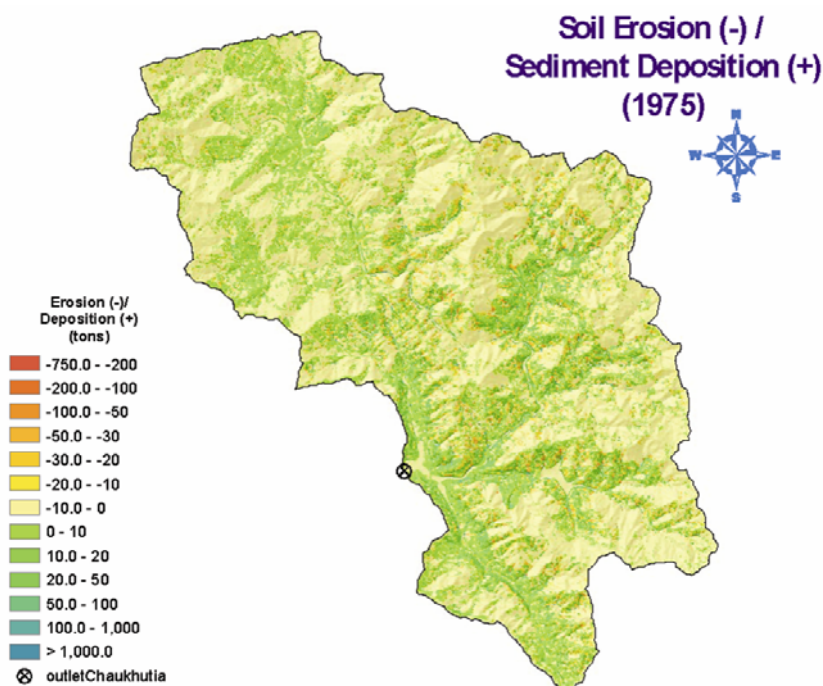 Soil Erosion (-) /
Sediment Deposition (+)
(1975)
N
W E
S
Erosion (-)/
Deposition (+)
(tons)
-750.0 - -200
-200.0 - -100
-100.0 - -50
-50.0 - -30
-30.0 - -20
-20.0 - -10
-10.0 - 0
0 - 10
10.0 - 20
20.0 - 50
50.0 - 100
100.0 - 1,000
> 1,000.0
outletChaukhutia